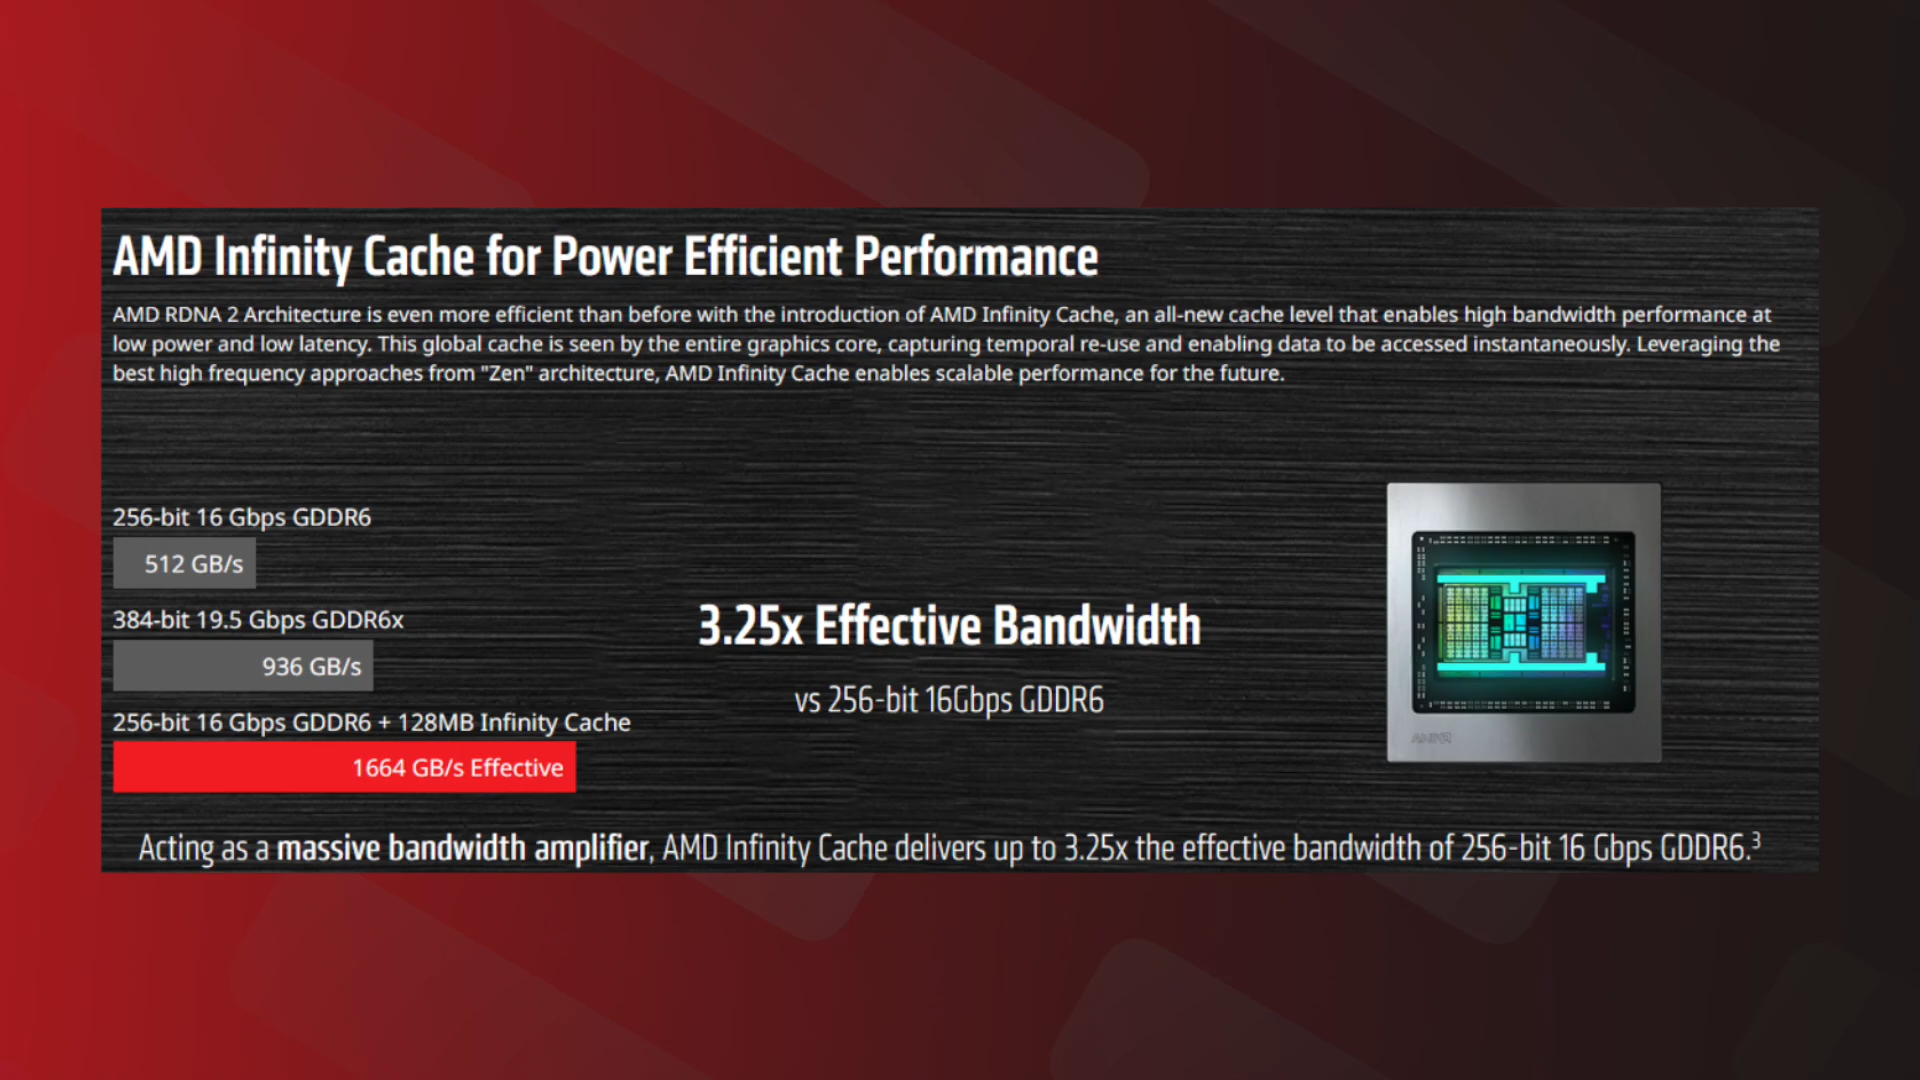 AMD Infinity Cache for Power Efficient Performance
AMD RDNA 2 Architecture is even more efficient than before with the introduction of AMD Infinity Cache, an all-new cache level that enables high bandwidth performance at
low power and low latency. This global cache is seen by the entire graphics core, capturing temporal re-use and enabling data to be accessed instantaneously. Leveraging the
best high frequency approaches from "Zen" architecture, AMD Infinity Cache enables scalable performance for the future.
256-bit 16 Gbps GDDR6
512 GB/s
384-bit 19.5 Gbps GDDR6x
936 GB/s
256-bit 16 Gbps GDDR6 + 128MB Infinity Cache
1664 GB/s Effective
3.25x Effective Bandwidth
vs 256-bit 16Gbps GDDR6
AMD
Acting as a massive bandwidth amplifier, AMD Infinity Cache delivers up to 3.25x the effective bandwidth of 256-bit 16 Gbps GDDR6.³